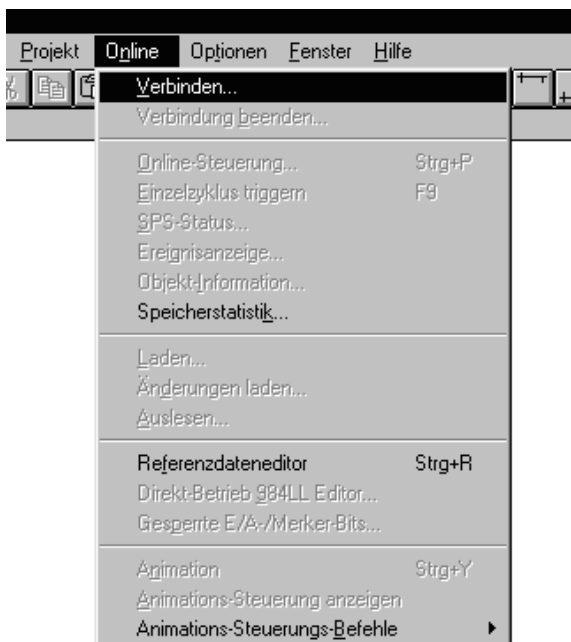 Projekt Online Optionen Fenster Hilfe
Verbinden...
Verbindung beenden...
Online-Steuerung... Strg+P
Einzelzyklus triggern F9
SPS-Status...
Ereignisanzeige...
Objekt-Information...
Speicherstatistik...
Laden...
Änderungen laden...
Auslesen...
Referenzdateneditor Strg+R
Direkt-Betrieb 984LL Editor...
Gesperrte E/A-/Merker-Bits...
Animation Strg+Y
Animations-Steuerung anzeigen
Animations-Steuerungs-Befehle